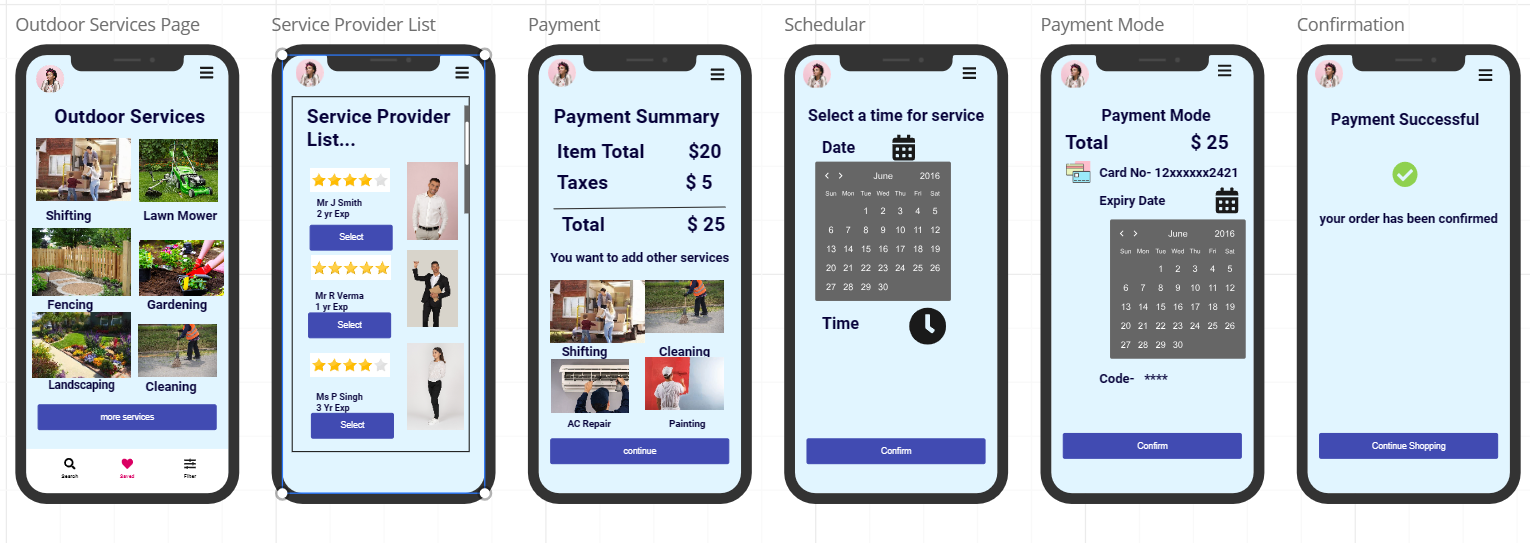 Outdoor Services Page
Outdoor Services
Shifting
Lawn Mower
Fencing
Gardening
Landscaping
Cleaning
more services
Search
Saved
Filter
Service Provider List
Service Provider
List...
Mr J Smith
2 yr Exp
Select
Mr R Verma
1 yr Exp
Select
Ms P Singh
3 Yr Exp
Select
Payment
Payment Summary
Item Total $20
Taxes $ 5
Total $ 25
You want to add other services
Shifting
Cleaning
AC Repair
Painting
continue
Schedular
Select a time for service
Date
June 2016
Sun Mon Tue Wed Thu Fri Sat
1 2 3 4 5
6 7 8 9 10 11 12
13 14 15 16 17 18 19
20 21 22 23 24 25 26
27 28 29 30
Time
Confirm
Payment Mode
Payment Mode
Total $ 25
Card No- 12xxxxxx2421
Expiry Date
June 2016
Sun Mon Tue Wed Thu Fri Sat
1 2 3 4 5
6 7 8 9 10 11 12
13 14 15 16 17 18 19
20 21 22 23 24 25 26
27 28 29 30
Code- ****
Confirm
Confirmation
Payment Successful
your order has been confirmed
Continue Shopping